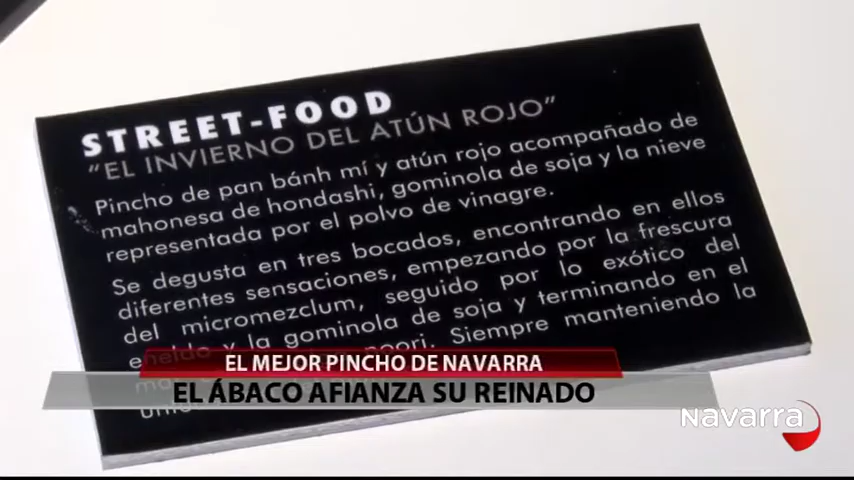 STREET-FOOD
"EL INVIERNO DEL ATÚN ROJO"
Pincho de pan bánh mí y atún rojo acompañado de
mahonesa de hondashi, gominola de soja y la nieve
representada por el polvo de vinagre.
Se degusta en tres bocados, encontrando en ellos
diferentes sensaciones, empezando por la frescura
del micromezclum, seguido por lo exótico del
eneldo y la gominola de soja y terminando en el
Siempre manteniendo la
EL MEJOR PINCHO DE NAVARRA
EL ÁBACO AFIANZA SU REINADO
Navarra